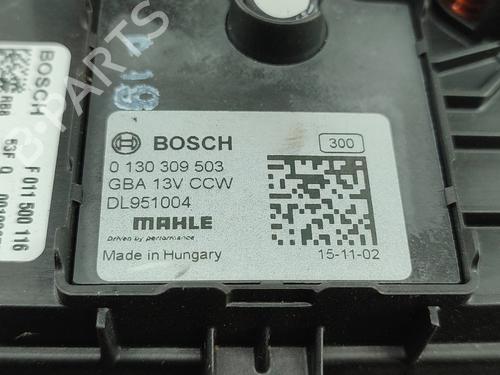 BOSCH
300
0 130 309 503
GBA 13V CCW
DL951004
MAHLE
Driven by performance
Made in Hungary
15-11-02
BOSCH
F 011 500 116
B-PARTS